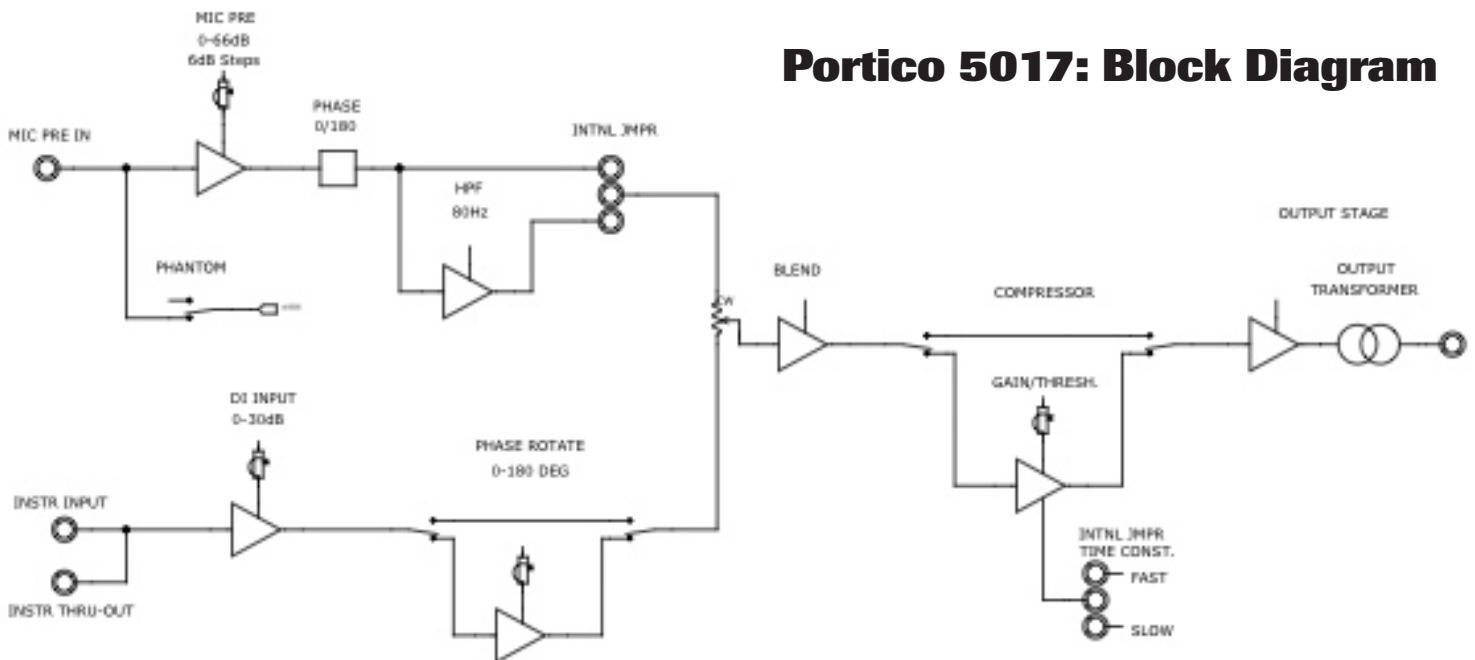 Portico 5017: Block Diagram
MIC PRE
0-66dB
6dB Steps
MIC PRE IN
PHASE
0/180
INTNL JMPR
HPF
80Hz
PHANTOM
CW
BLEND
COMPRESSOR
OUTPUT STAGE
OUTPUT
TRANSFORMER
GAIN/THRESH.
DI INPUT
0-30dB
PHASE ROTATE
0-180 DEG
INSTR INPUT
INSTR THRU-OUT
INTNL JMPR
TIME CONST.
FAST
SLOW